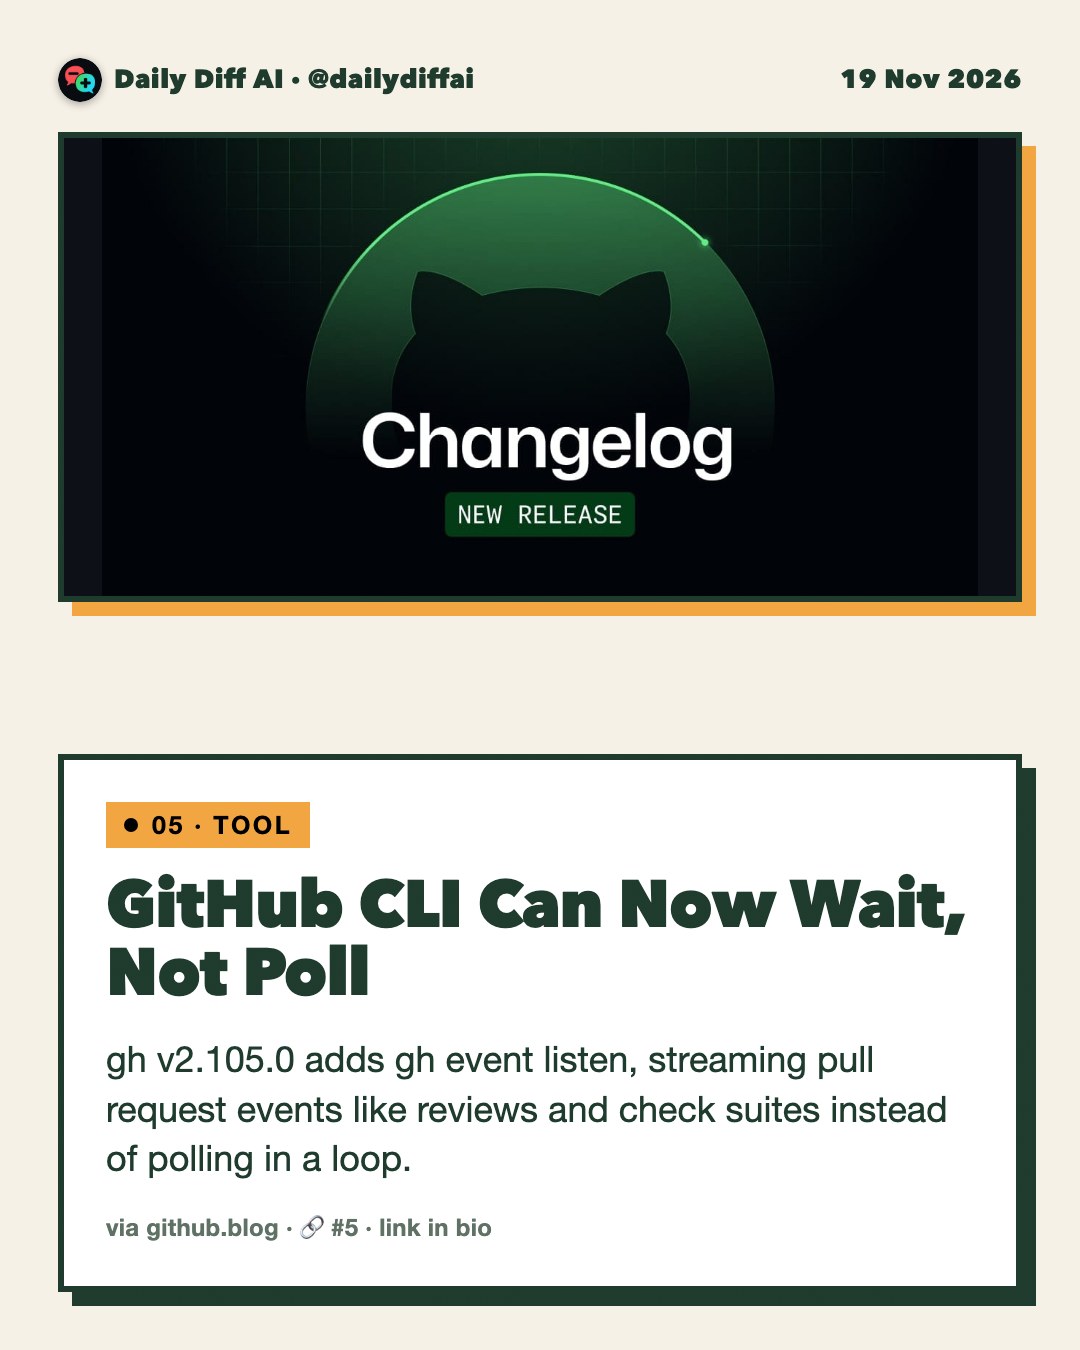 Daily Diff AI · @dailydiffai
19 Nov 2026
Changelog
NEW RELEASE
● 05 · TOOL
GitHub CLI Can Now Wait,
Not Poll
gh v2.105.0 adds gh event listen, streaming pull
request events like reviews and check suites instead
of polling in a loop.
via github.blog · 🔗 #5 · link in bio